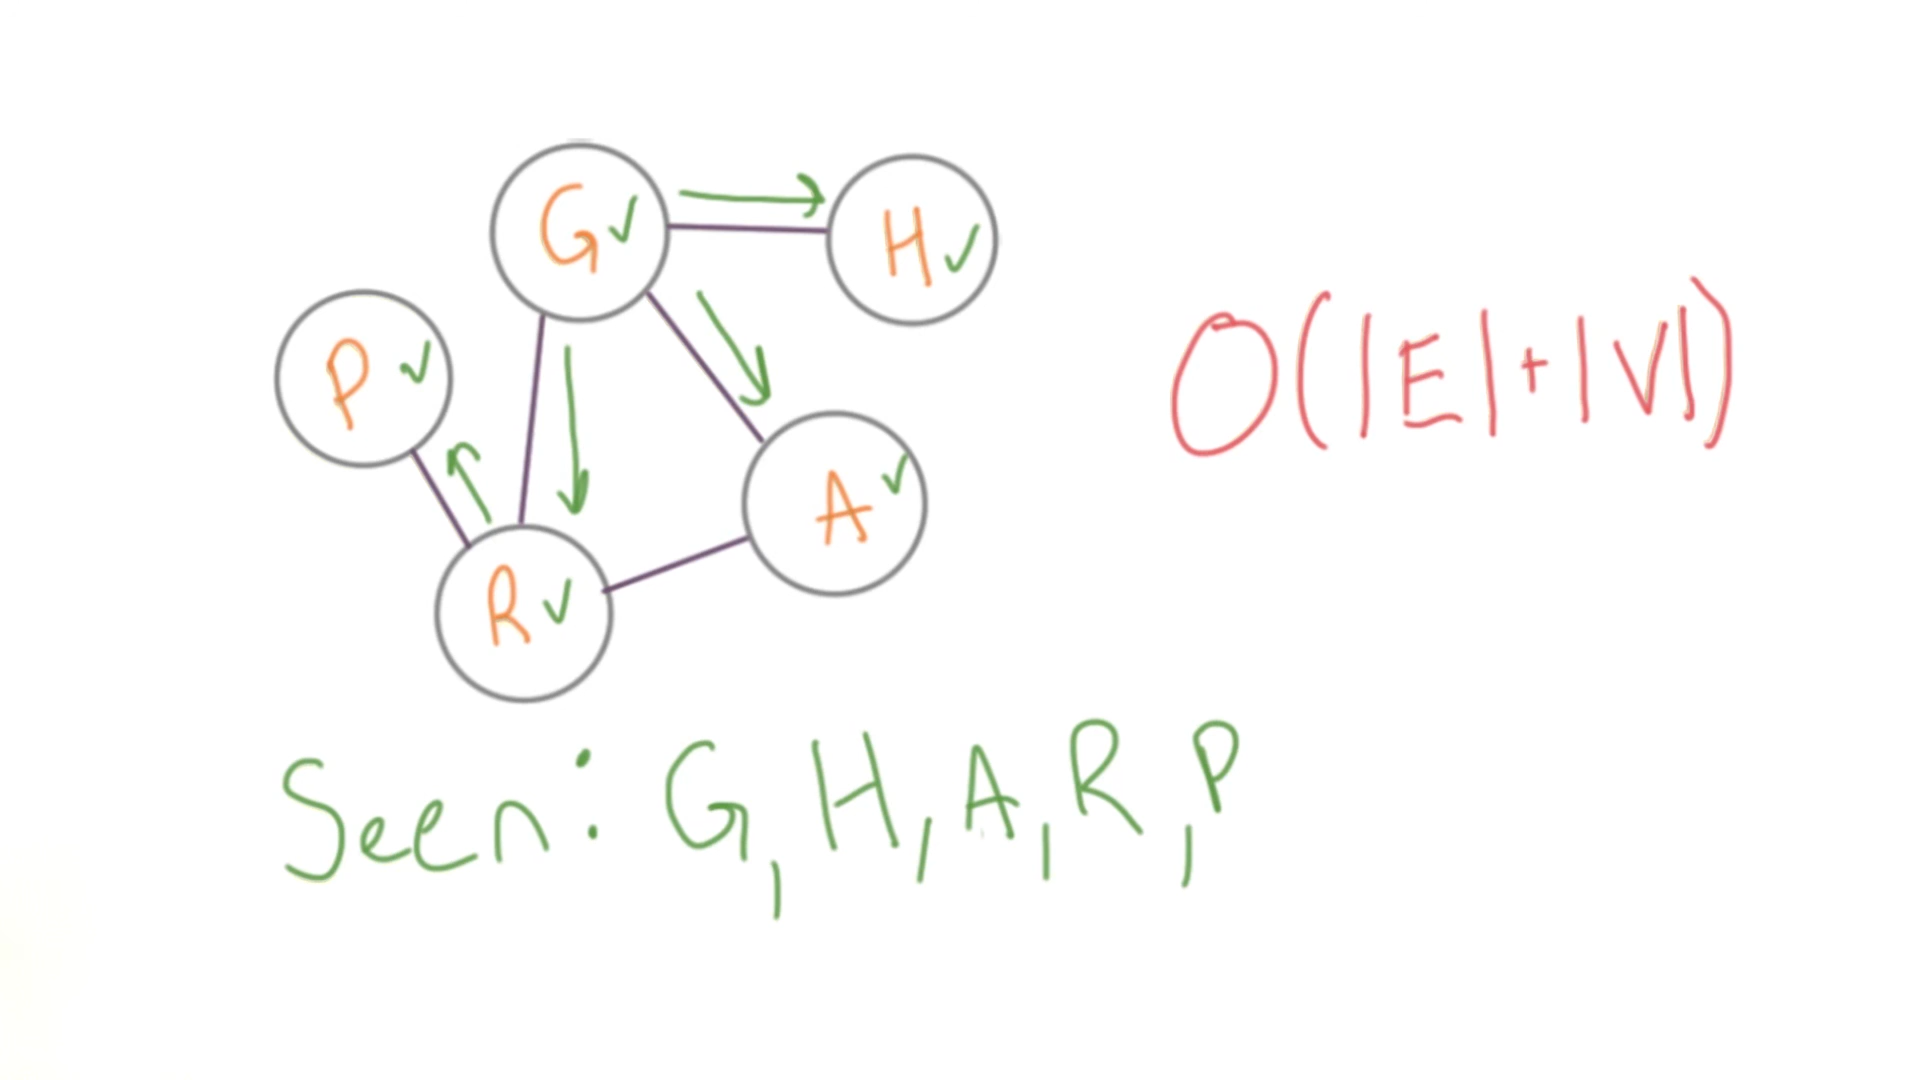 G✓
H✓
P✓
A✓
R✓
O(|E|+|V|)
Seen: G, H, A, R, P